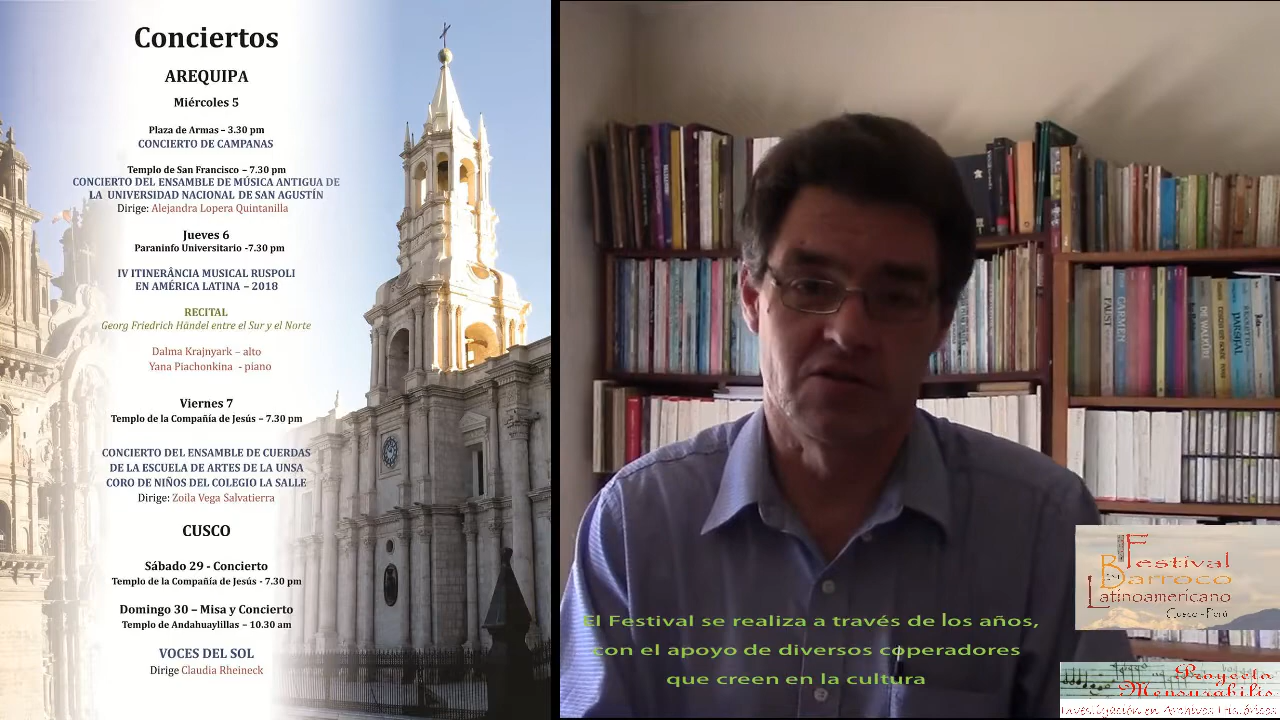 Conciertos
AREQUIPA
Miércoles 5
Plaza de Armas – 3.30 pm
CONCIERTO DE CAMPANAS
Templo de San Francisco – 7.30 pm
CONCIERTO DEL ENSAMBLE DE MÚSICA ANTIGUA DE
LA UNIVERSIDAD NACIONAL DE SAN AGUSTÍN
Dirige: Alejandra Lopera Quintanilla
Jueves 6
Paraninfo Universitario -7.30 pm
IV ITINERÂNCIA MUSICAL RUSPOLI
EN AMÉRICA LATINA – 2018
RECITAL
Georg Friedrich Händel entre el Sur y el Norte
Dalma Krajnyark – alto
Yana Piachonkina - piano
Viernes 7
Templo de la Compañía de Jesús – 7.30 pm
CONCIERTO DEL ENSAMBLE DE CUERDAS
DE LA ESCUELA DE ARTES DE LA UNSA
CORO DE NIÑOS DEL COLEGIO LA SALLE
Dirige: Zoila Vega Salvatierra
CUSCO
Sábado 29 - Concierto
Templo de la Compañía de Jesús - 7.30 pm
Domingo 30 – Misa y Concierto
Templo de Andahuaylillas – 10.30 am
VOCES DEL SOL
Dirige Claudia Rheineck
FAUST
CARMEN
DE WALKÜRE
PARSIFAL
El Festival se realiza a través de los años,
con el apoyo de diversos coperadores
que creen en la cultura
Festival
Barroco
Latinoamericano
Cusco-Perú
Proyecto
Mensurabilis